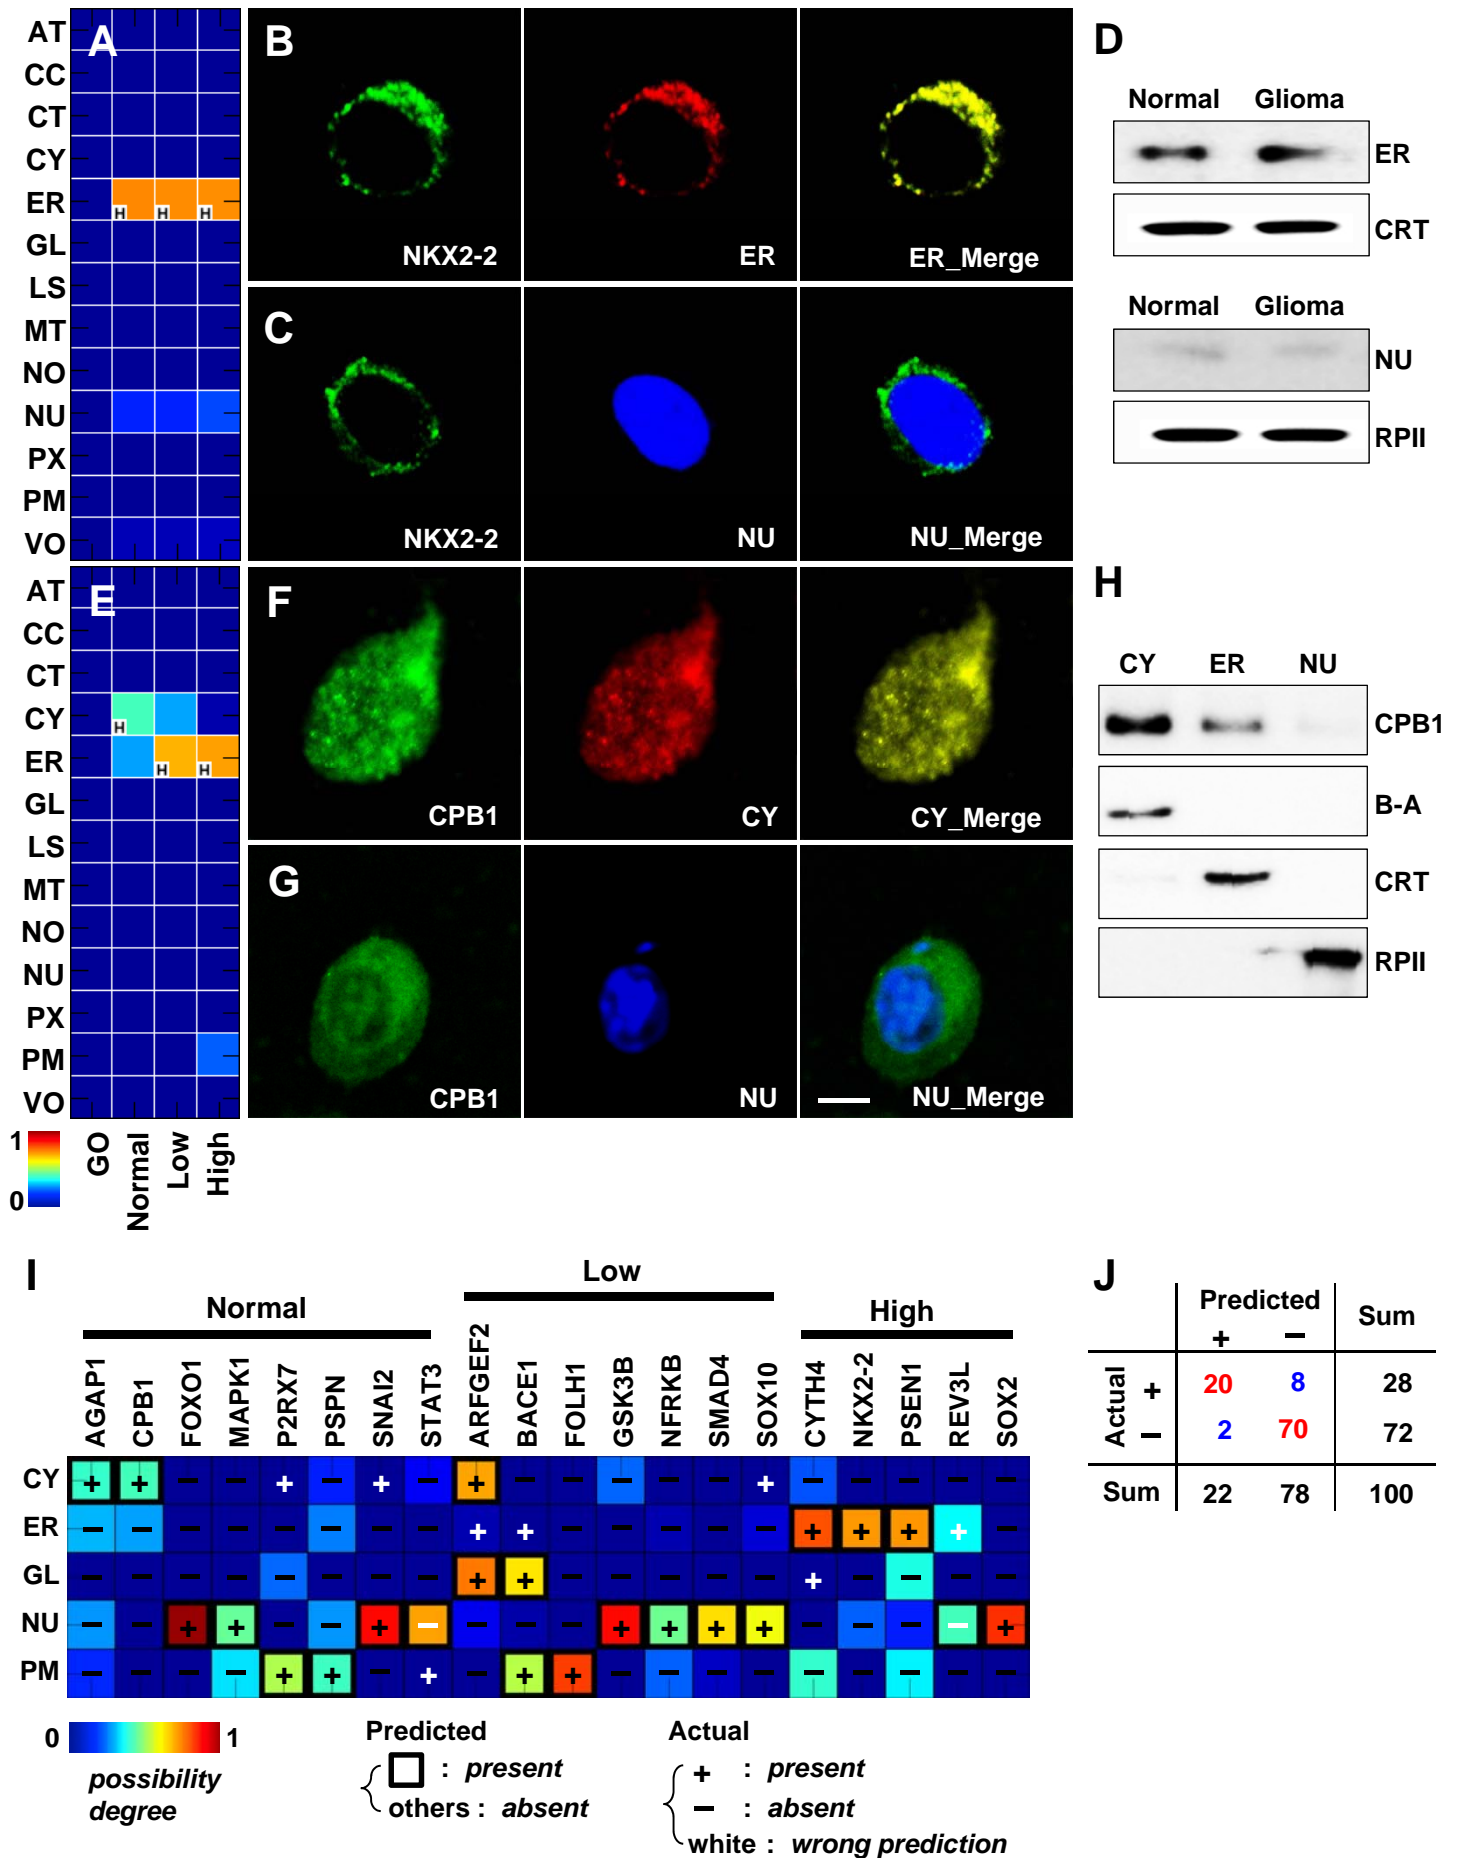 A
AT
CC
CT
CY
ER
GL
LS
MT
NO
NU
PX
PM
VO
H H H
B
NKX2-2
ER
ER_Merge
C
NKX2-2
NU
NU_Merge
D
Normal Glioma
ER
CRT
Normal Glioma
NU
RPII
E
AT
CC
CT
CY
ER
GL
LS
MT
NO
NU
PX
PM
VO
H
H H
1
0
GO
Normal
Low
High
F
CPB1
CY
CY_Merge
G
CPB1
NU
NU_Merge
H
CY ER NU
CPB1
B-A
CRT
RPII
I
Normal
Low
High
AGAP1
CPB1
FOXO1
MAPK1
P2RX7
PSPN
SNAI2
STAT3
ARFGEF2
BACE1
FOLH1
GSK3B
NFRKB
SMAD4
SOX10
CYTH4
NKX2-2
PSEN1
REV3L
SOX2
CY + + − − + − + − + − − − − − + − − − − −
ER − − − − − − − − + + − − − − − + + + + −
GL − − − − − − − − + + − − − − − + − − − −
NU − − + + − − + − − − − + + + + − − − − +
PM − − − − + + − + − + + − − − − − − − − −
0 1
possibility
degree
Predicted
: present
others : absent
Actual
+ : present
− : absent
white : wrong prediction
J
Predicted Sum
+ −
Actual
+ 20 8 28
− 2 70 72
Sum 22 78 100